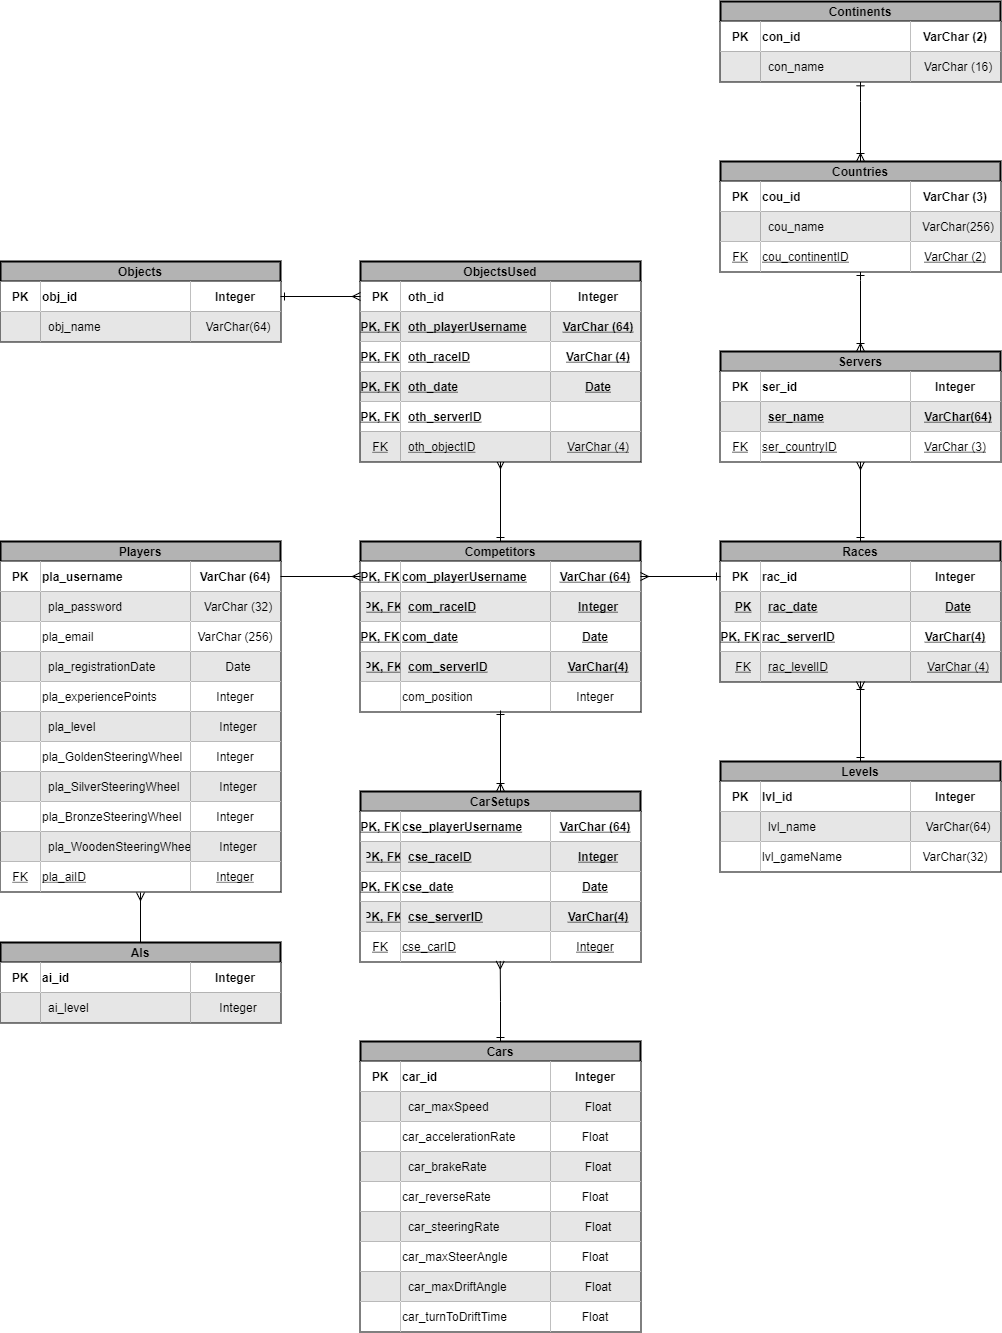 Continents
PK con_id VarChar (2)
con_name VarChar (16)
Countries
PK cou_id VarChar (3)
cou_name VarChar(256)
FK cou_continentID VarChar (2)
Objects
PK obj_id Integer
obj_name VarChar(64)
ObjectsUsed
PK oth_id Integer
PK, FK oth_playerUsername VarChar (64)
PK, FK oth_raceID VarChar (4)
PK, FK oth_date Date
PK, FK oth_serverID
FK oth_objectID VarChar (4)
Servers
PK ser_id Integer
ser_name VarChar(64)
FK ser_countryID VarChar (3)
Players
PK pla_username VarChar (64)
pla_password VarChar (32)
pla_email VarChar (256)
pla_registrationDate Date
pla_experiencePoints Integer
pla_level Integer
pla_GoldenSteeringWheel Integer
pla_SilverSteeringWheel Integer
pla_BronzeSteeringWheel Integer
pla_WoodenSteeringWhee Integer
FK pla_aiID Integer
Competitors
PK, FK com_playerUsername VarChar (64)
PK, FK com_raceID Integer
PK, FK com_date Date
PK, FK com_serverID VarChar(4)
com_position Integer
Races
PK rac_id Integer
PK rac_date Date
PK, FK rac_serverID VarChar(4)
FK rac_levelID VarChar (4)
CarSetups
PK, FK cse_playerUsername VarChar (64)
PK, FK cse_raceID Integer
PK, FK cse_date Date
PK, FK cse_serverID VarChar(4)
FK cse_carID Integer
Levels
PK lvl_id Integer
lvl_name VarChar(64)
lvl_gameName VarChar(32)
AIs
PK ai_id Integer
ai_level Integer
Cars
PK car_id Integer
car_maxSpeed Float
car_accelerationRate Float
car_brakeRate Float
car_reverseRate Float
car_steeringRate Float
car_maxSteerAngle Float
car_maxDriftAngle Float
car_turnToDriftTime Float